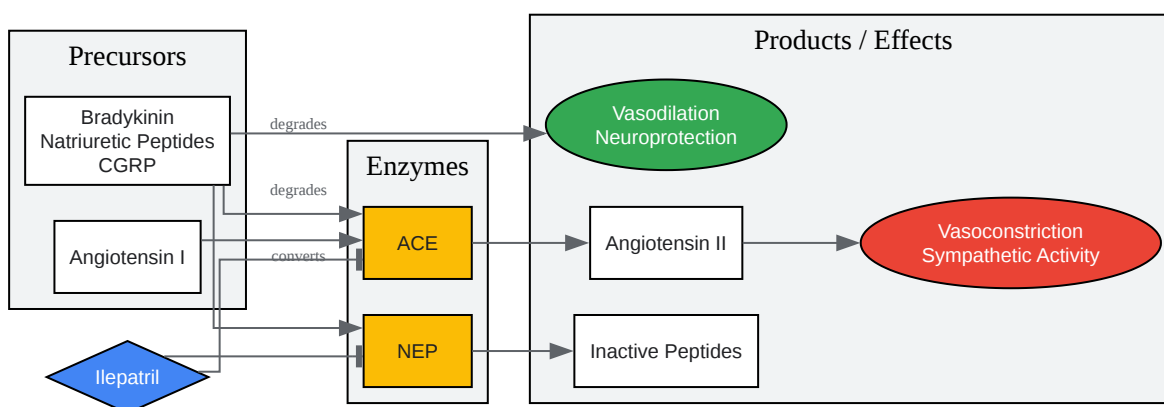 Precursors
Bradykinin
Natriuretic Peptides
CGRP
Angiotensin I
Ilepatril
degrades
degrades
converts
Enzymes
ACE
NEP
Products / Effects
Vasodilation
Neuroprotection
Angiotensin II
Vasoconstriction
Sympathetic Activity
Inactive Peptides